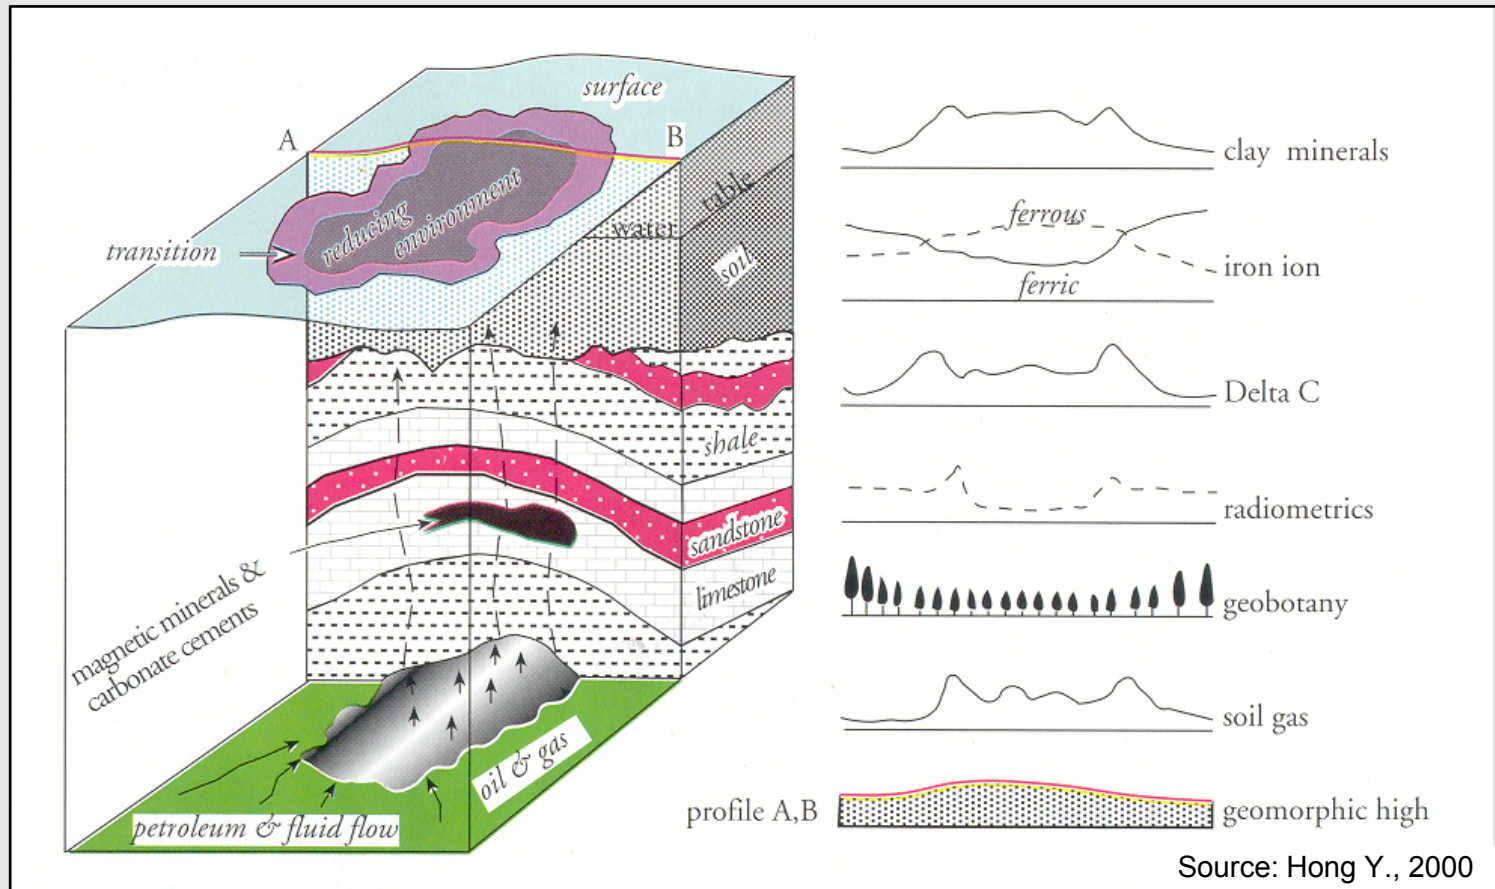 surface
A
B
transition
reducing
environment
table
water
soil
shale
sandstone
limestone
magnetic minerals &
carbonate cements
oil & gas
petroleum & fluid flow
clay minerals
ferrous
iron ion
ferric
Delta C
radiometrics
geobotany
soil gas
profile A,B
geomorphic high
Source: Hong Y., 2000